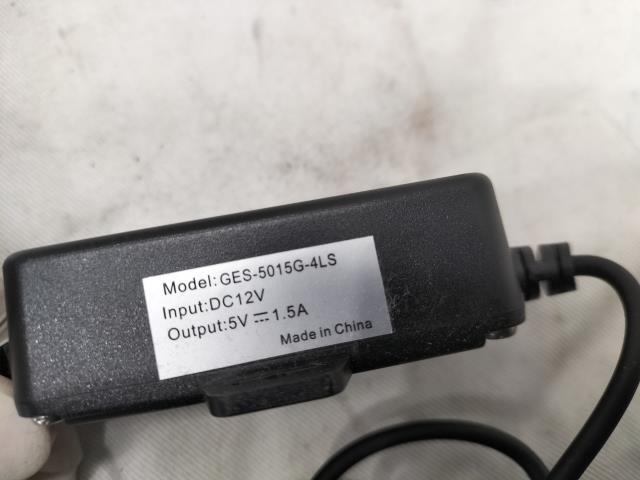 Model:GES-5015G-4LS
Input:DC12V
Output:5V ⎓ 1.5A
Made in China